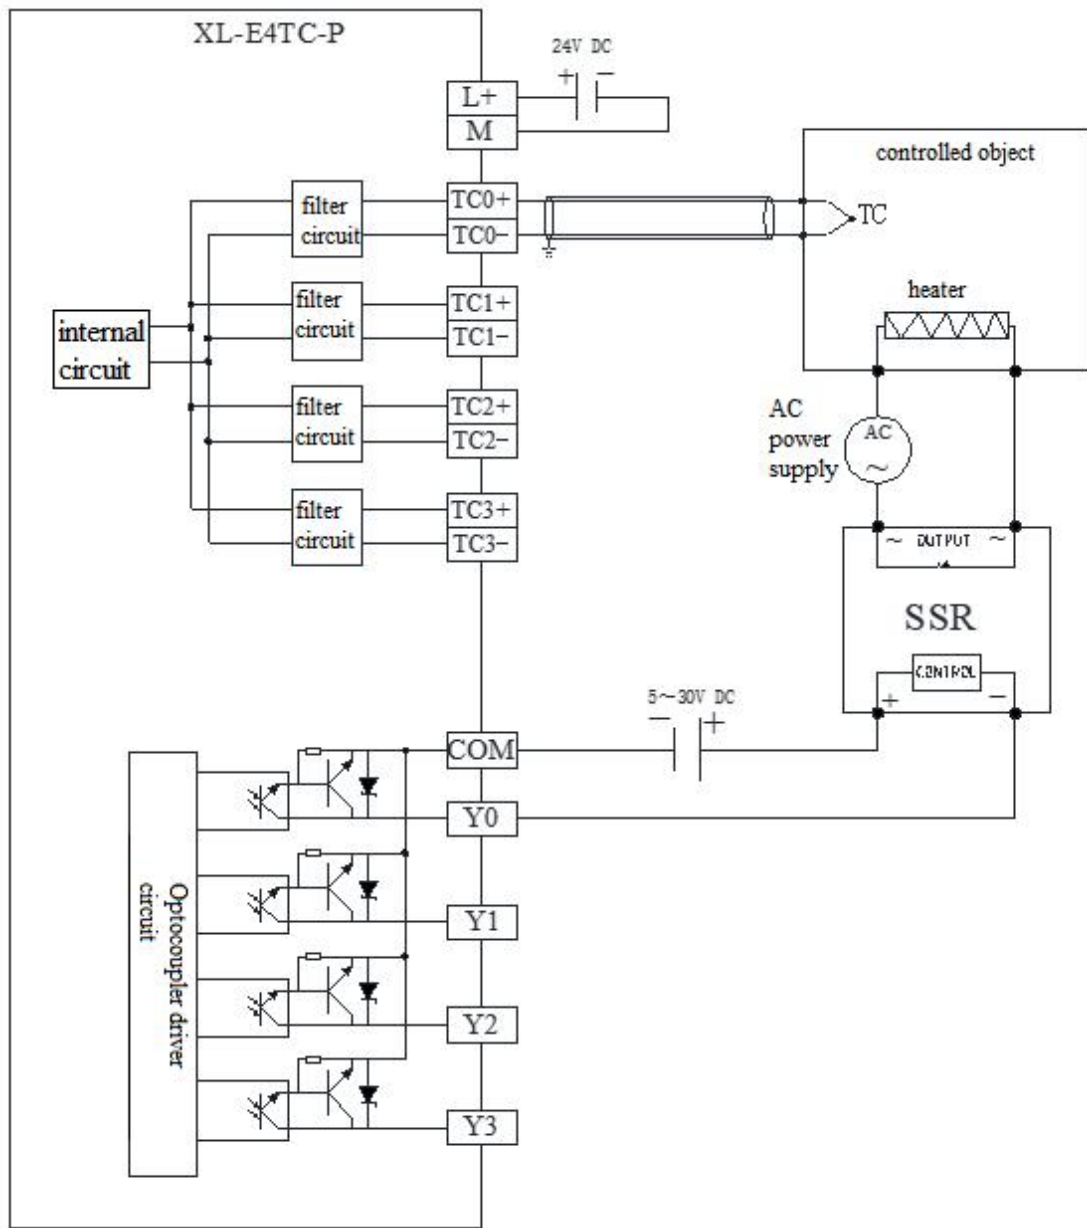 XL-E4TC-P
24V DC
+ −
L+
M
controlled object
TC0+
TC0−
filter
circuit
TC
TC1+
TC1−
filter
circuit
heater
internal
circuit
TC2+
TC2−
filter
circuit
AC
power
supply
AC
~
TC3+
TC3−
filter
circuit
~ OUTPUT ~
SSR
CONTROL
+ −
5～30V DC
− +
COM
Y0
Y1
Y2
Y3
Optocoupler driver
circuit